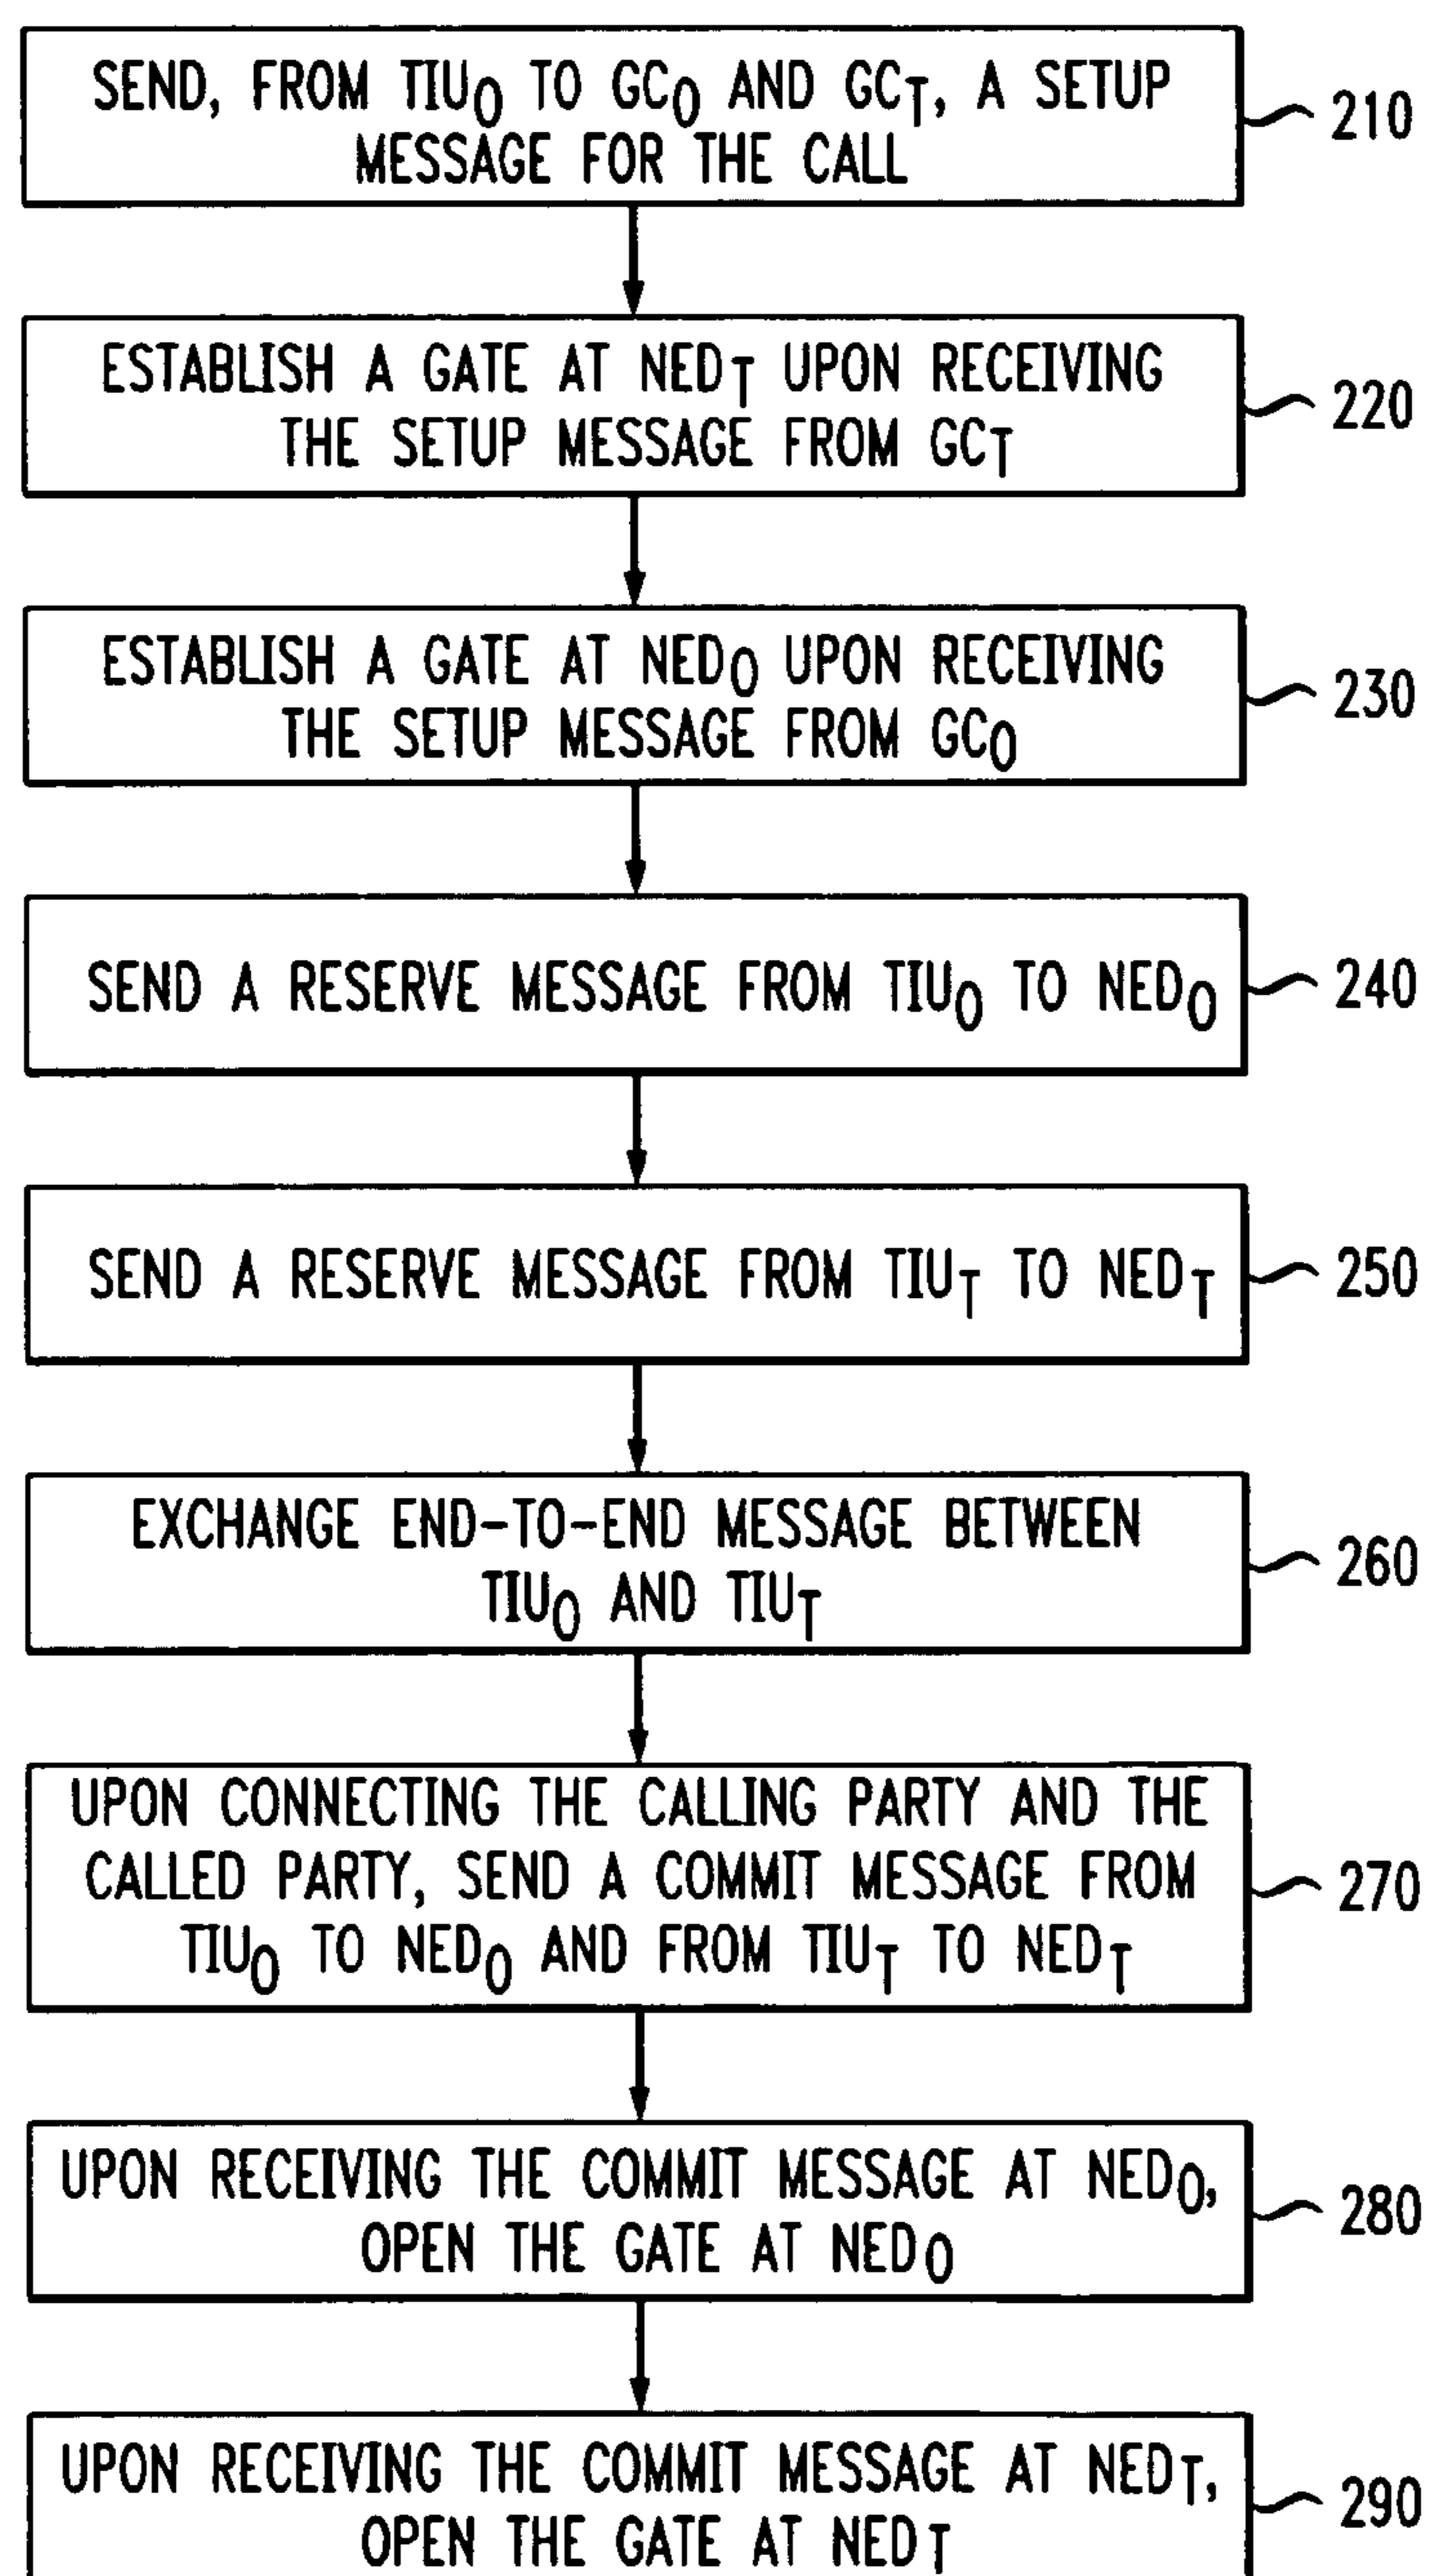 SEND, FROM TIU₀ TO GC₀ AND GCT, A SETUP
MESSAGE FOR THE CALL
210
ESTABLISH A GATE AT NEDT UPON RECEIVING
THE SETUP MESSAGE FROM GCT
220
ESTABLISH A GATE AT NED₀ UPON RECEIVING
THE SETUP MESSAGE FROM GC₀
230
SEND A RESERVE MESSAGE FROM TIU₀ TO NED₀
240
SEND A RESERVE MESSAGE FROM TIUT TO NEDT
250
EXCHANGE END-TO-END MESSAGE BETWEEN
TIU₀ AND TIUT
260
UPON CONNECTING THE CALLING PARTY AND THE
CALLED PARTY, SEND A COMMIT MESSAGE FROM
TIU₀ TO NED₀ AND FROM TIUT TO NEDT
270
UPON RECEIVING THE COMMIT MESSAGE AT NED₀,
OPEN THE GATE AT NED₀
280
UPON RECEIVING THE COMMIT MESSAGE AT NEDT,
OPEN THE GATE AT NEDT
290